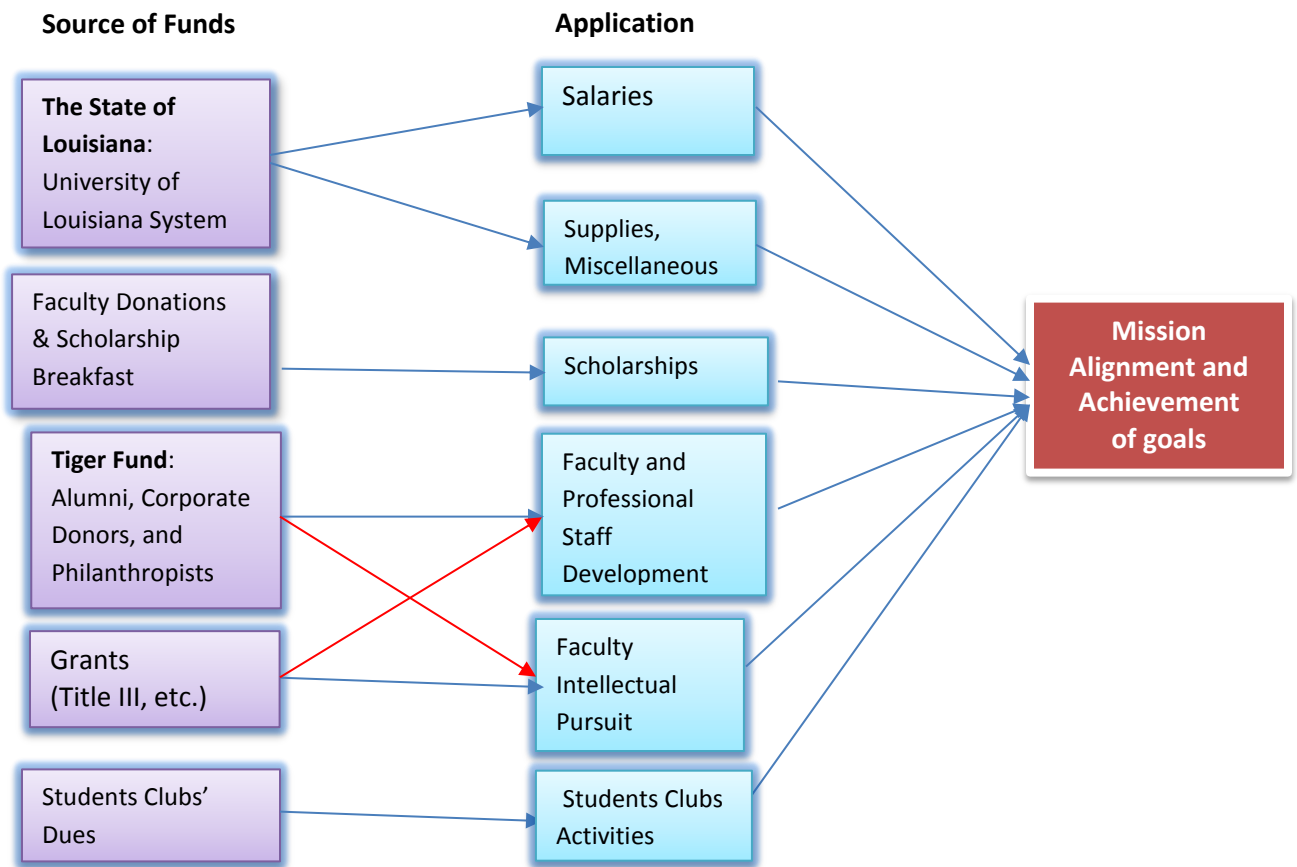 Source of Funds
Application
The State of
Louisiana:
University of
Louisiana System
Faculty Donations
& Scholarship
Breakfast
Tiger Fund:
Alumni, Corporate
Donors, and
Philanthropists
Grants
(Title III, etc.)
Students Clubs’
Dues
Salaries
Supplies,
Miscellaneous
Scholarships
Faculty and
Professional
Staff
Development
Faculty
Intellectual
Pursuit
Students Clubs
Activities
Mission
Alignment and
Achievement
of goals